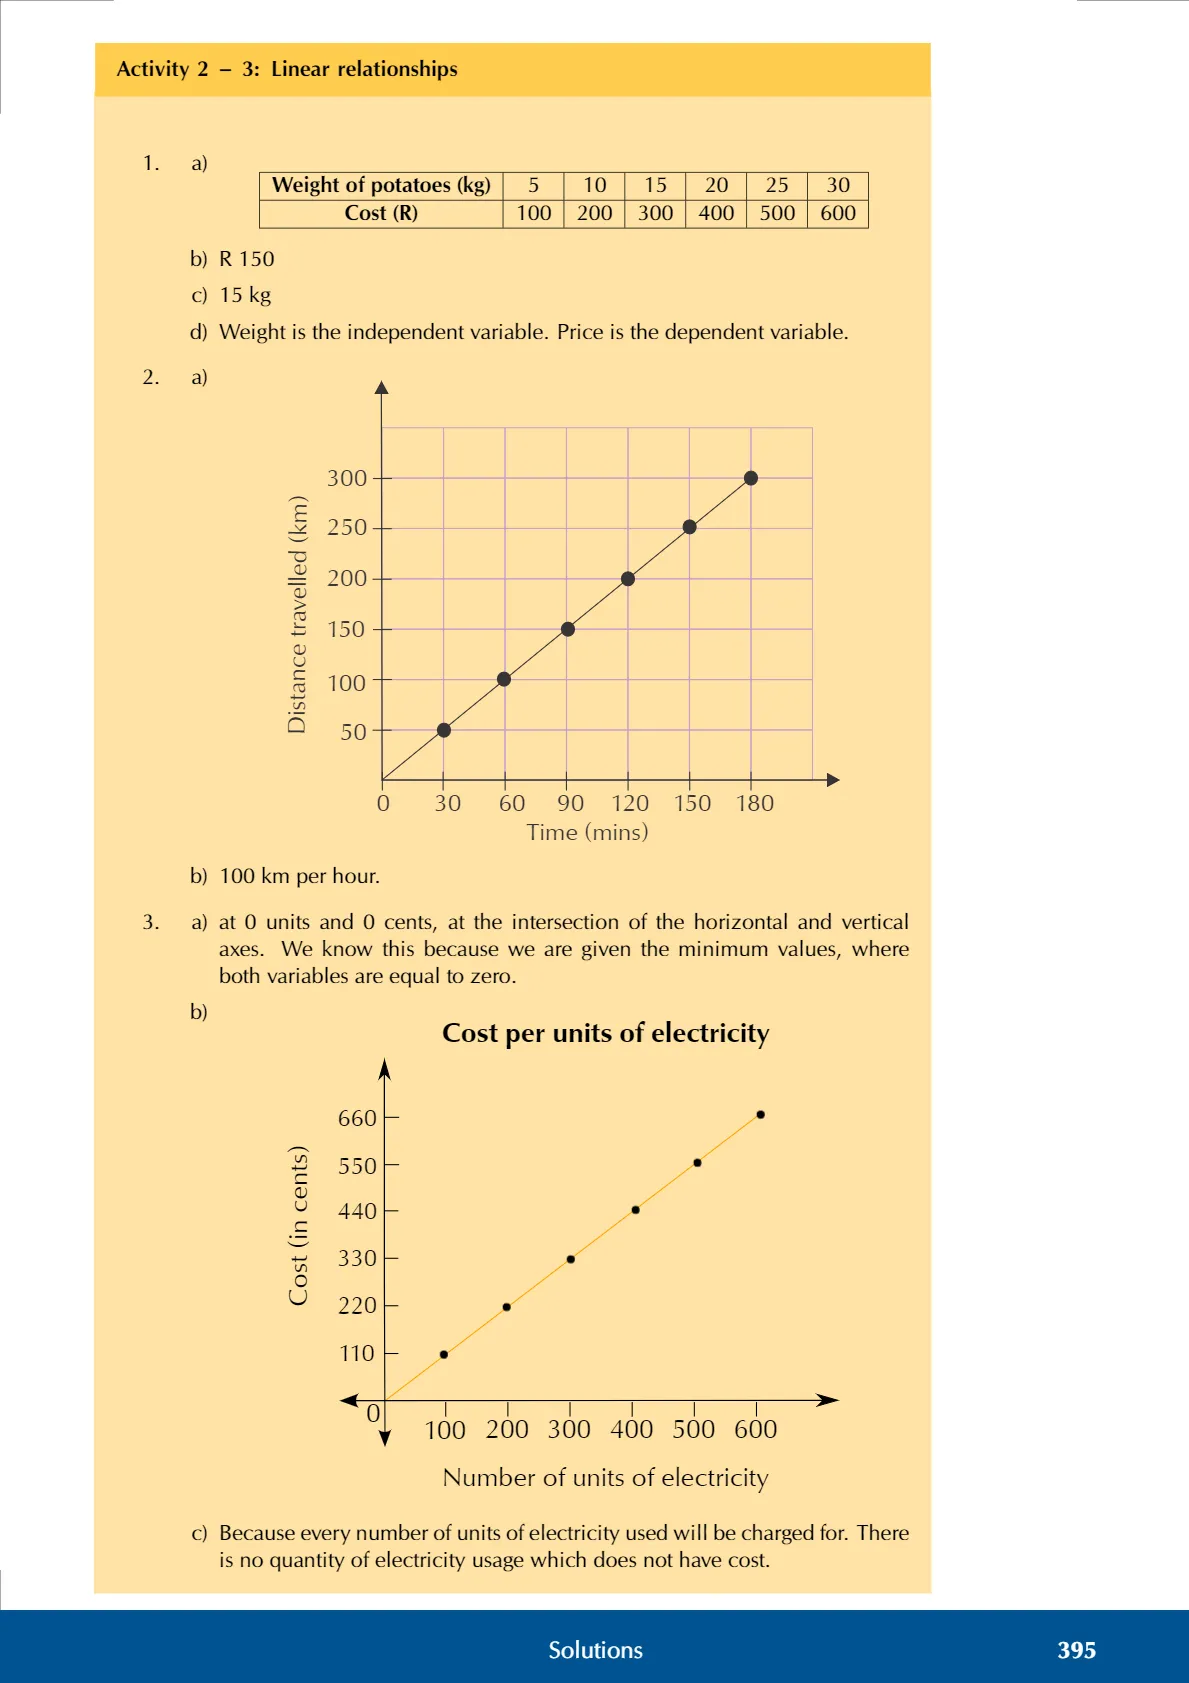 Activity 2 – 3: Linear relationships
1. a)
Weight of potatoes (kg) 5 10 15 20 25 30
Cost (R) 100 200 300 400 500 600
b) R 150
c) 15 kg
d) Weight is the independent variable. Price is the dependent variable.
2. a)
Distance travelled (km)
300
250
200
150
100
50
0 30 60 90 120 150 180
Time (mins)
b) 100 km per hour.
3. a) at 0 units and 0 cents, at the intersection of the horizontal and vertical
axes. We know this because we are given the minimum values, where
both variables are equal to zero.
b)
Cost per units of electricity
Cost (in cents)
660
550
440
330
220
110
0
100 200 300 400 500 600
Number of units of electricity
c) Because every number of units of electricity used will be charged for. There
is no quantity of electricity usage which does not have cost.
Solutions 395